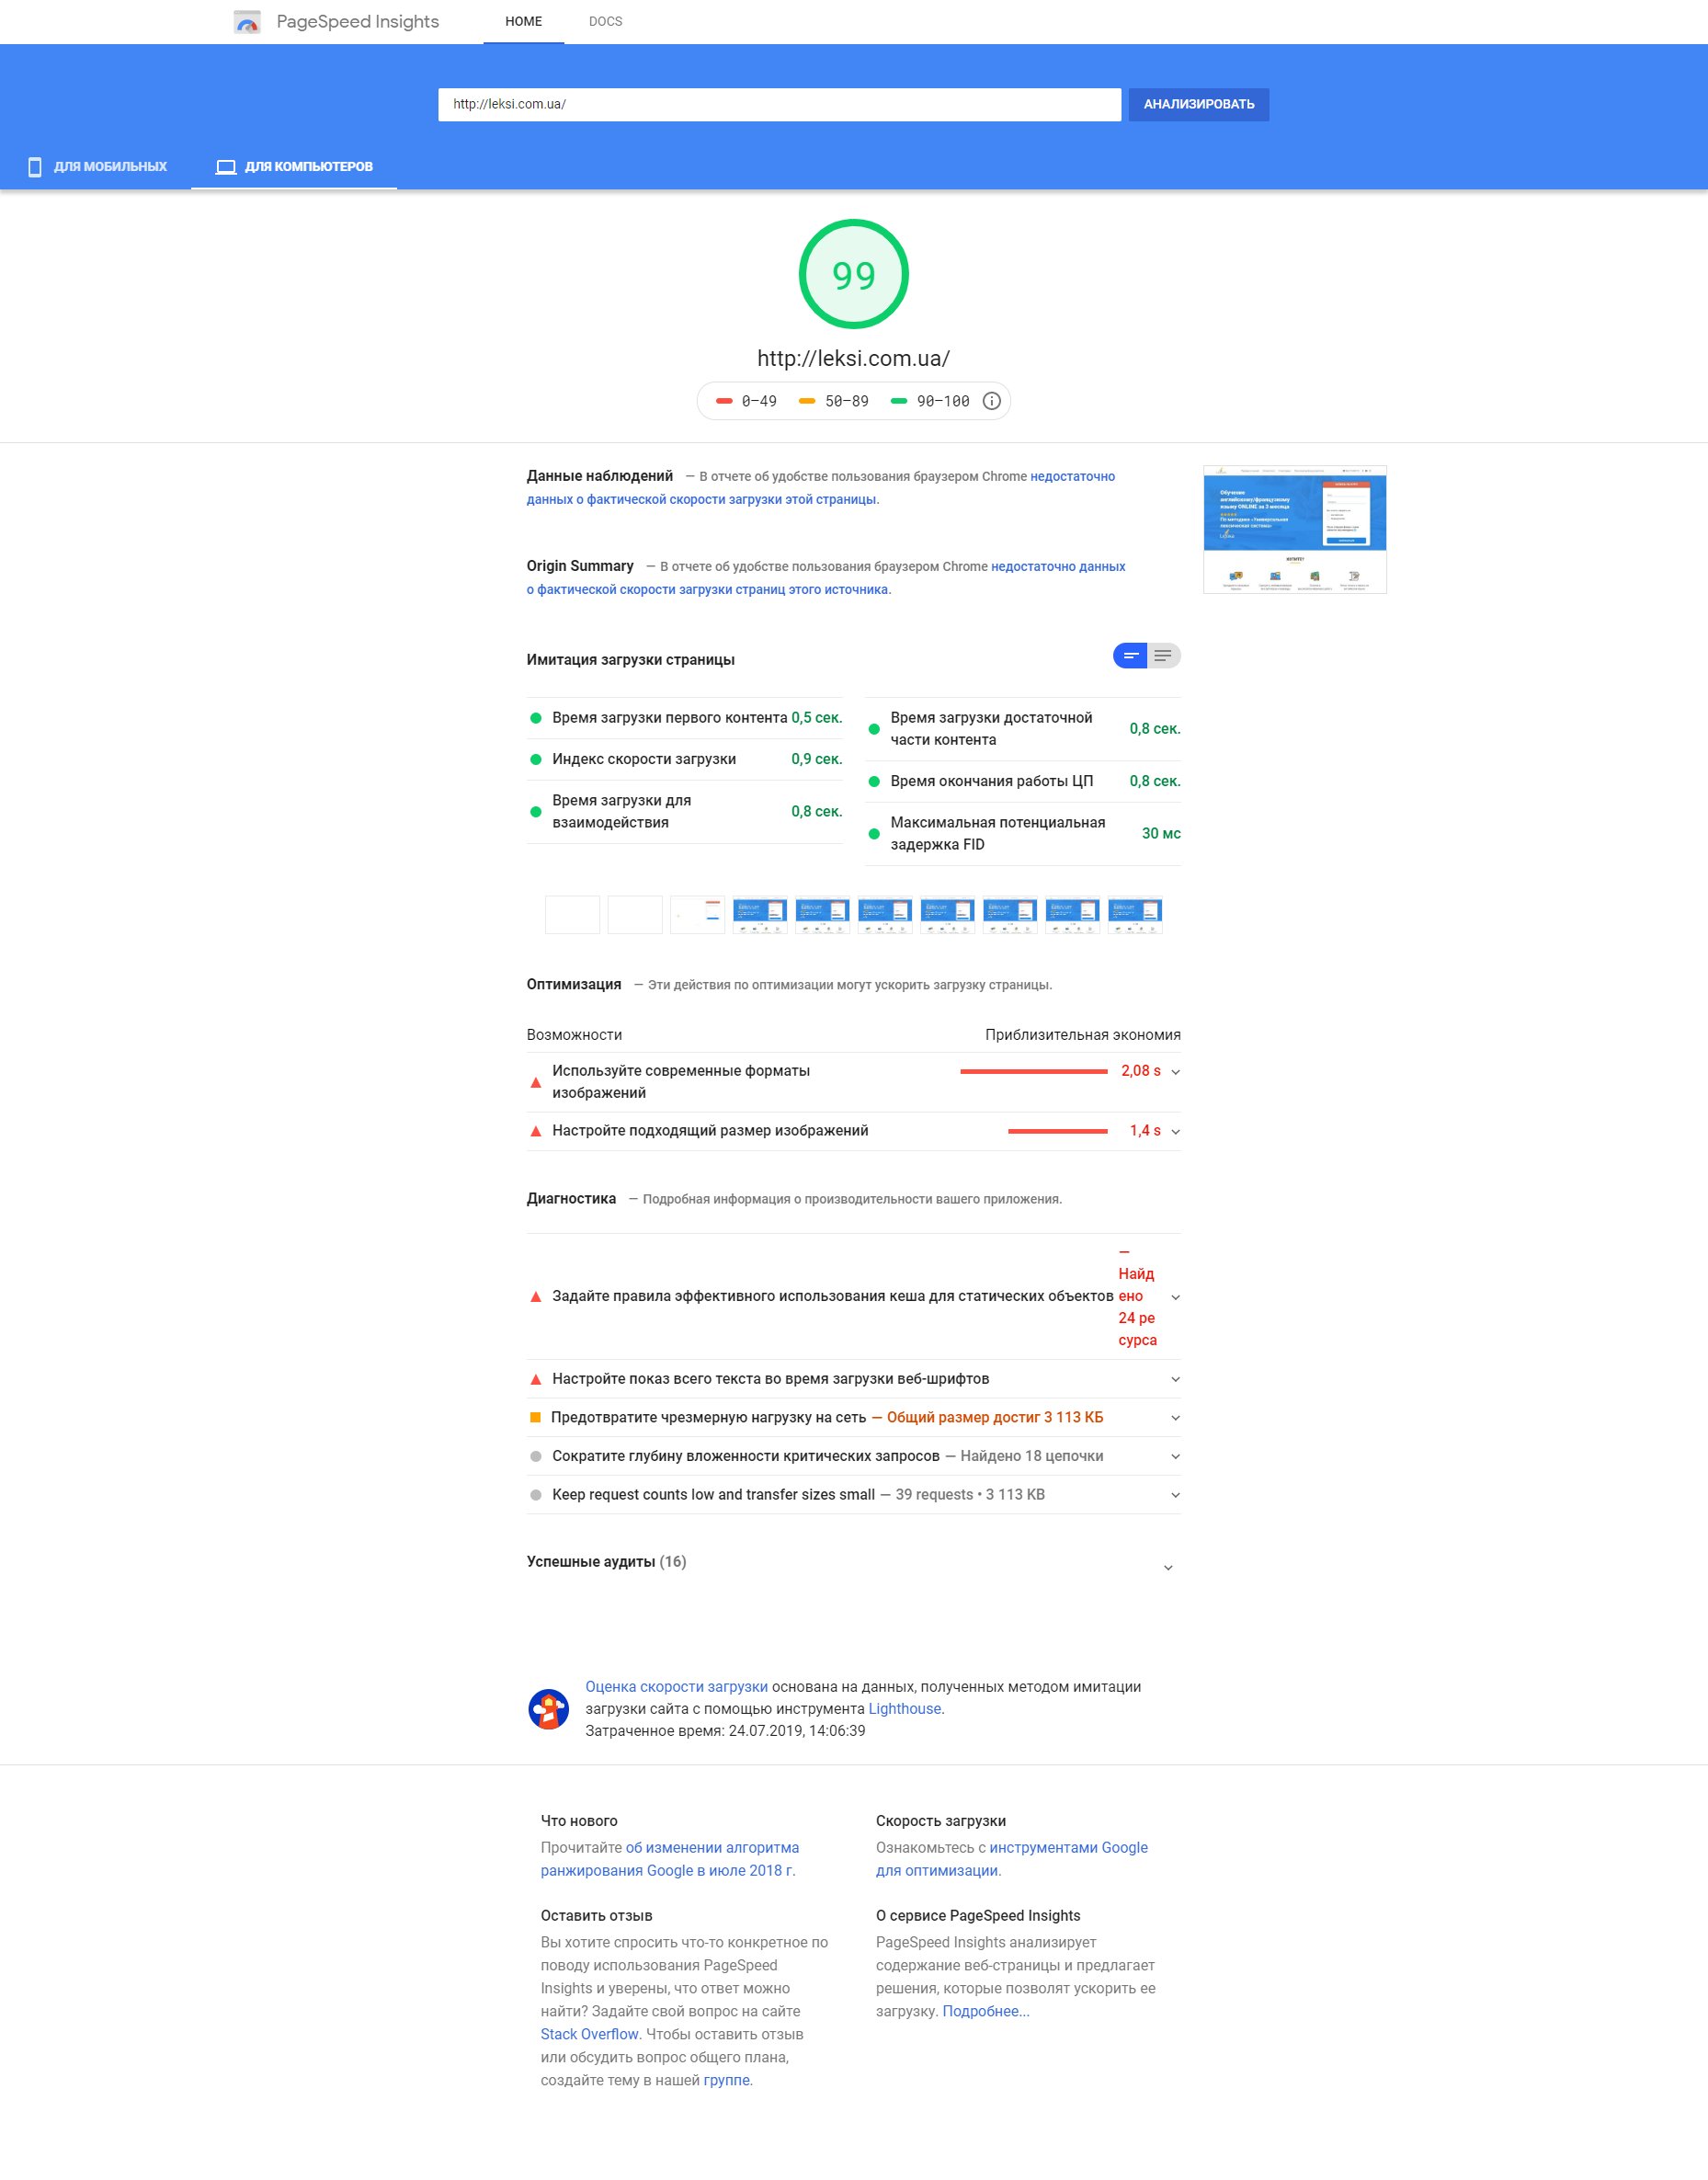 PageSpeed Insights
HOME
DOCS
http://leksi.com.ua/
АНАЛИЗИРОВАТЬ
ДЛЯ МОБИЛЬНЫХ
ДЛЯ КОМПЬЮТЕРОВ
99
http://leksi.com.ua/
0–49
50–89
90–100
Данные наблюдений — В отчете об удобстве пользования браузером Chrome недостаточно
данных о фактической скорости загрузки этой страницы.
Обучение
английскому/французскому
языку ONLINE за 3 месяца
Origin Summary — В отчете об удобстве пользования браузером Chrome недостаточно данных
о фактической скорости загрузки страниц этого источника.
Имитация загрузки страницы
Время загрузки первого контента 0,5 сек.
Индекс скорости загрузки 0,9 сек.
Время загрузки для
взаимодействия
0,8 сек.
Время загрузки достаточной
части контента
0,8 сек.
Время окончания работы ЦП 0,8 сек.
Максимальная потенциальная
задержка FID
30 мс
Оптимизация — Эти действия по оптимизации могут ускорить загрузку страницы.
Возможности
Приблизительная экономия
Используйте современные форматы
изображений
2,08 s
Настройте подходящий размер изображений
1,4 s
Диагностика — Подробная информация о производительности вашего приложения.
Задайте правила эффективного использования кеша для статических объектов
—
Найд
ено
24 ре
сурса
Настройте показ всего текста во время загрузки веб-шрифтов
Предотвратите чрезмерную нагрузку на сеть — Общий размер достиг 3 113 КБ
Сократите глубину вложенности критических запросов — Найдено 18 цепочки
Keep request counts low and transfer sizes small — 39 requests • 3 113 KB
Успешные аудиты (16)
Оценка скорости загрузки основана на данных, полученных методом имитации
загрузки сайта с помощью инструмента Lighthouse.
Затраченное время: 24.07.2019, 14:06:39
Что нового
Прочитайте об изменении алгоритма
ранжирования Google в июле 2018 г.
Скорость загрузки
Ознакомьтесь с инструментами Google
для оптимизации.
Оставить отзыв
Вы хотите спросить что-то конкретное по
поводу использования PageSpeed
Insights и уверены, что ответ можно
найти? Задайте свой вопрос на сайте
Stack Overflow. Чтобы оставить отзыв
или обсудить вопрос общего плана,
создайте тему в нашей группе.
О сервисе PageSpeed Insights
PageSpeed Insights анализирует
содержание веб-страницы и предлагает
решения, которые позволят ускорить ее
загрузку. Подробнее...